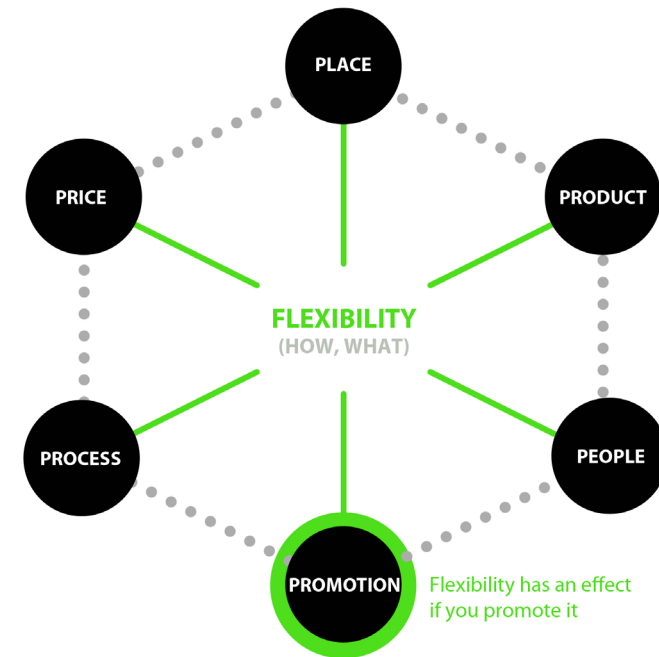 PLACE
PRICE
PRODUCT
FLEXIBILITY
(HOW, WHAT)
PROCESS
PEOPLE
PROMOTION
Flexibility has an effect
if you promote it